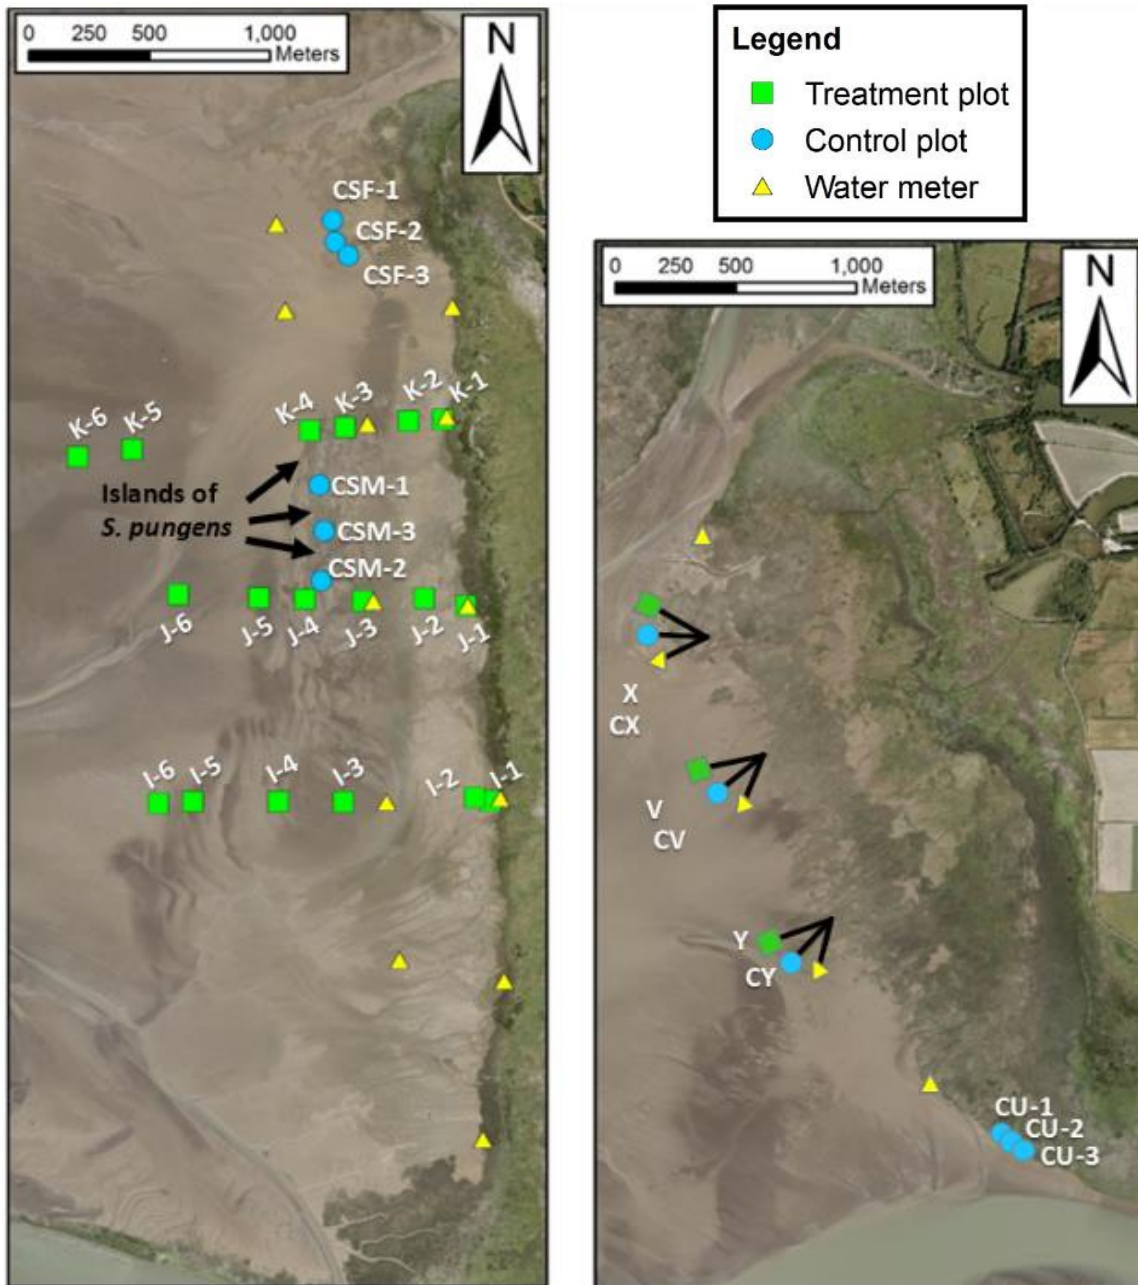 0 250 500 1,000
Meters
N
CSF-1
CSF-2
CSF-3
K-6
K-5
K-4
K-3
K-2
K-1
Islands of
S. pungens
CSM-1
CSM-3
CSM-2
J-6
J-5
J-4
J-3
J-2
J-1
I-6
I-5
I-4
I-3
I-2
I-1
Legend
Treatment plot
Control plot
Water meter
0 250 500 1,000
Meters
N
X
CX
V
CV
Y
CY
CU-1
CU-2
CU-3